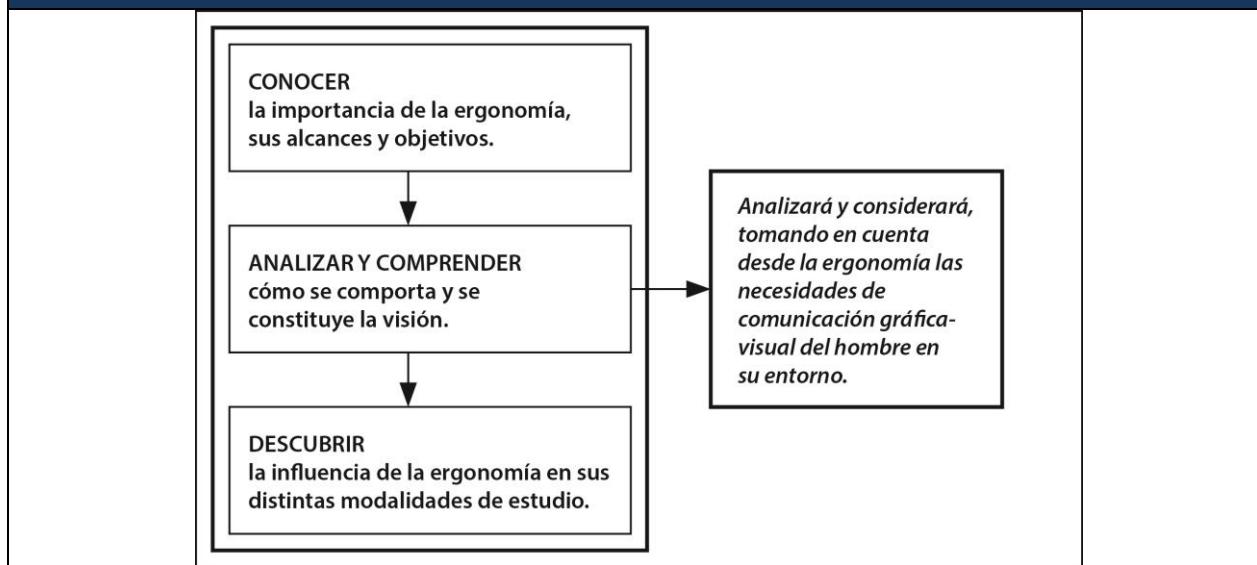 CONOCER
la importancia de la ergonomía,
sus alcances y objetivos.
ANALIZAR Y COMPRENDER
cómo se comporta y se
constituye la visión.
DESCUBRIR
la influencia de la ergonomía en sus
distintas modalidades de estudio.
Analizará y considerará,
tomando en cuenta
desde la ergonomía las
necesidades de
comunicación gráfica-
visual del hombre en
su entorno.